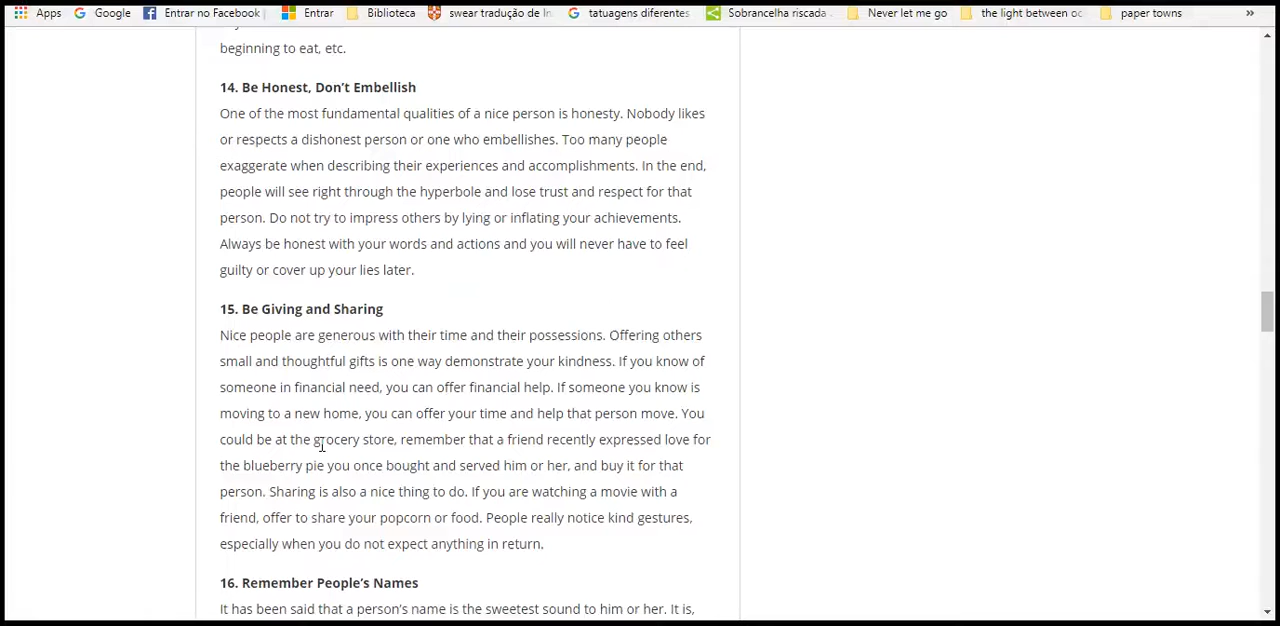 Apps Google Entrar no Facebook Entrar Biblioteca swear tradução de In tatuagens diferentes Sobrancelha riscada Never let me go the light between oc paper towns »
beginning to eat, etc.
14. Be Honest, Don’t Embellish
One of the most fundamental qualities of a nice person is honesty. Nobody likes
or respects a dishonest person or one who embellishes. Too many people
exaggerate when describing their experiences and accomplishments. In the end,
people will see right through the hyperbole and lose trust and respect for that
person. Do not try to impress others by lying or inflating your achievements.
Always be honest with your words and actions and you will never have to feel
guilty or cover up your lies later.
15. Be Giving and Sharing
Nice people are generous with their time and their possessions. Offering others
small and thoughtful gifts is one way demonstrate your kindness. If you know of
someone in financial need, you can offer financial help. If someone you know is
moving to a new home, you can offer your time and help that person move. You
could be at the grocery store, remember that a friend recently expressed love for
the blueberry pie you once bought and served him or her, and buy it for that
person. Sharing is also a nice thing to do. If you are watching a movie with a
friend, offer to share your popcorn or food. People really notice kind gestures,
especially when you do not expect anything in return.
16. Remember People’s Names
It has been said that a person’s name is the sweetest sound to him or her. It is,